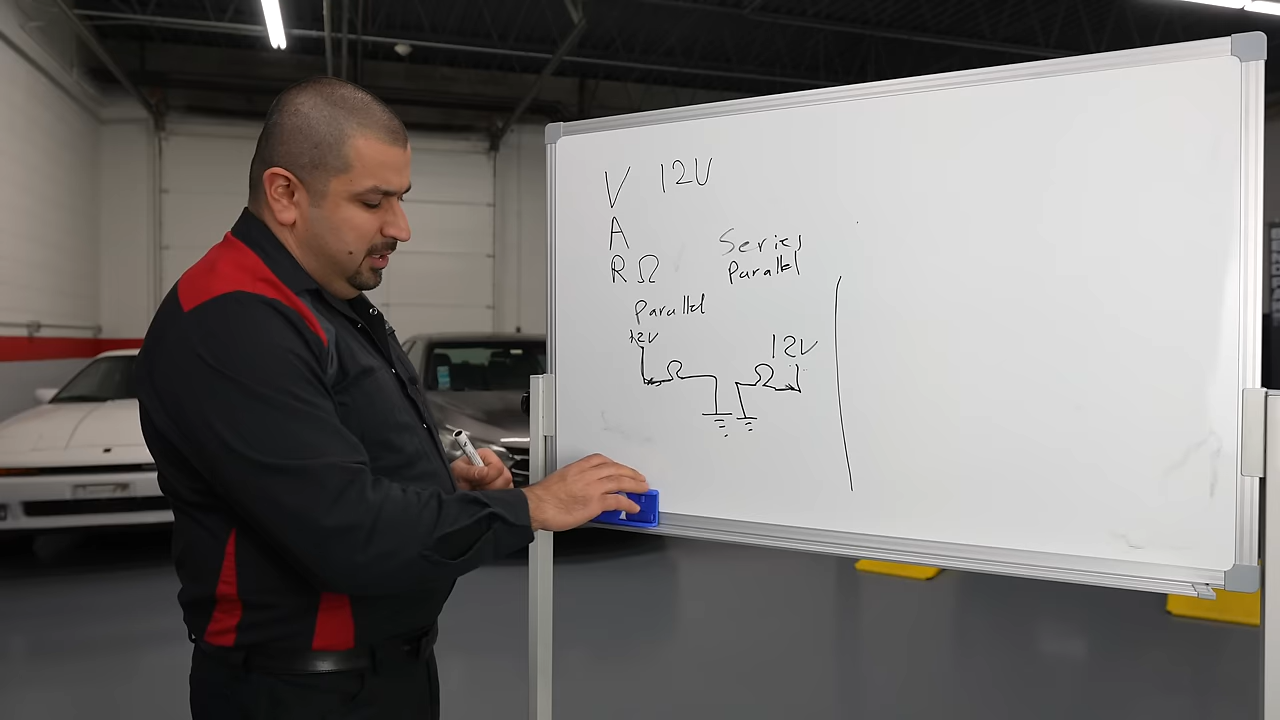 V 12V
A
R Ω
Series
Parallel
Parallel
12V
12V
Ω
Ω